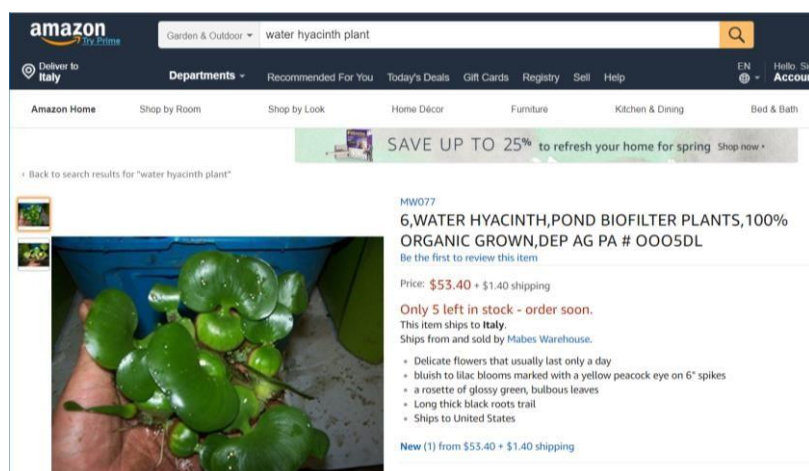 amazon
Try Prime
Garden & Outdoor
water hyacinth plant
Deliver to
Italy
Departments
Recommended For You
Today's Deals
Gift Cards
Registry
Sell
Help
EN
Hello. Si
Accou
Amazon Home
Shop by Room
Shop by Look
Home Décor
Furniture
Kitchen & Dining
Bed & Bath
SAVE UP TO 25% to refresh your home for spring Shop now
‹ Back to search results for "water hyacinth plant"
MW077
6,WATER HYACINTH,POND BIOFILTER PLANTS,100%
ORGANIC GROWN,DEP AG PA # OOO5DL
Be the first to review this item
Price: $53.40 + $1.40 shipping
Only 5 left in stock - order soon.
This item ships to Italy.
Ships from and sold by Mabes Warehouse.
• Delicate flowers that usually last only a day
• bluish to lilac blooms marked with a yellow peacock eye on 6" spikes
• a rosette of glossy green, bulbous leaves
• Long thick black roots trail
• Ships to United States
New (1) from $53.40 + $1.40 shipping